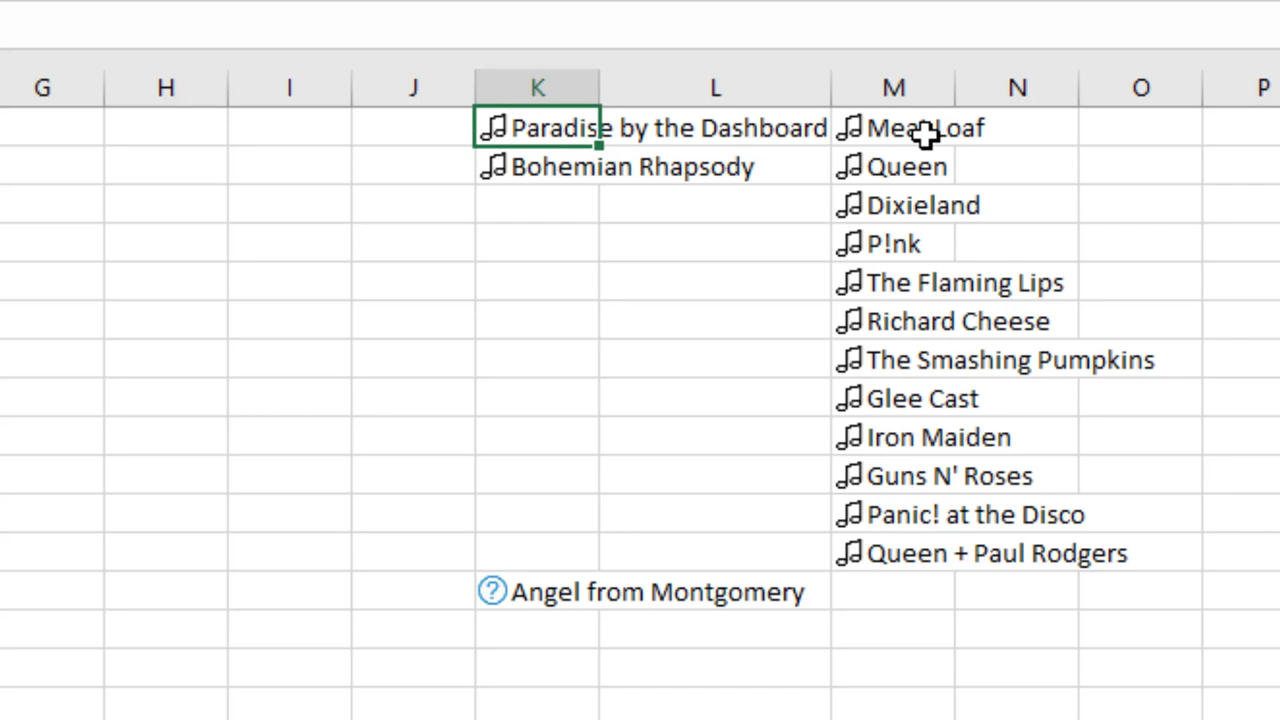 G H I J K L M N O P
Paradise by the Dashboard Meat Loaf
Bohemian Rhapsody Queen
Dixieland
P!nk
The Flaming Lips
Richard Cheese
The Smashing Pumpkins
Glee Cast
Iron Maiden
Guns N' Roses
Panic! at the Disco
Queen + Paul Rodgers
? Angel from Montgomery